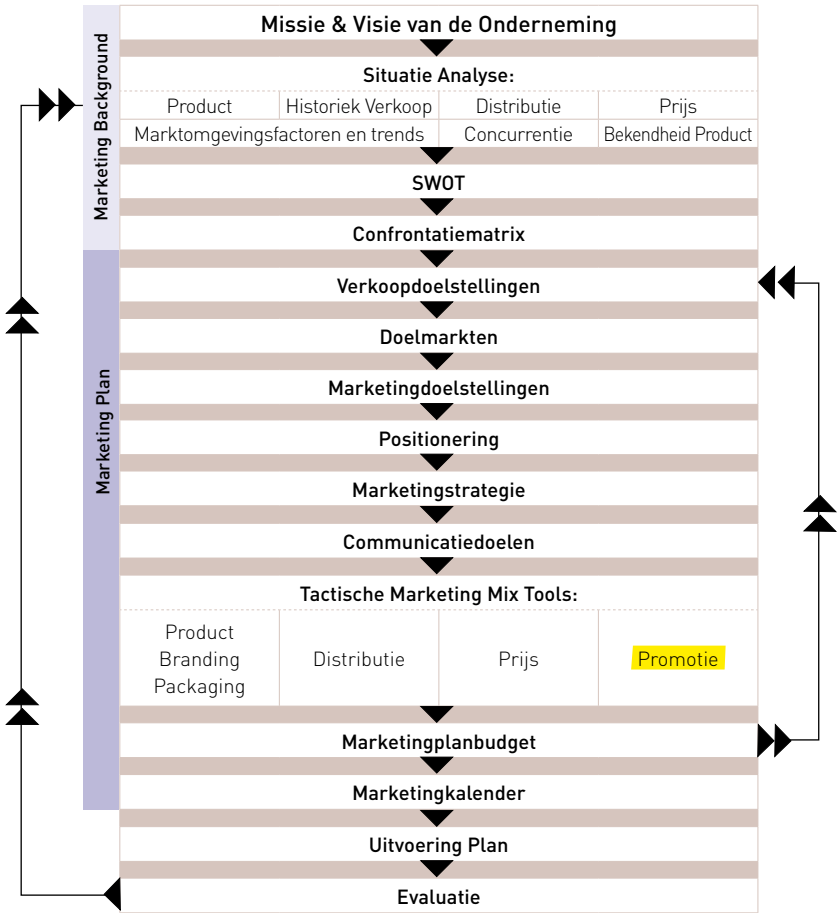 Marketing Background
Missie & Visie van de Onderneming
Situatie Analyse:
Product
Historiek Verkoop
Distributie
Prijs
Marktomgevingsfactoren en trends
Concurrentie
Bekendheid Product
SWOT
Confrontatiematrix
Marketing Plan
Verkoopdoelstellingen
Doelmarkten
Marketingdoelstellingen
Positionering
Marketingstrategie
Communicatiedoelen
Tactische Marketing Mix Tools:
Product
Branding
Packaging
Distributie
Prijs
Promotie
Marketingplanbudget
Marketingkalender
Uitvoering Plan
Evaluatie